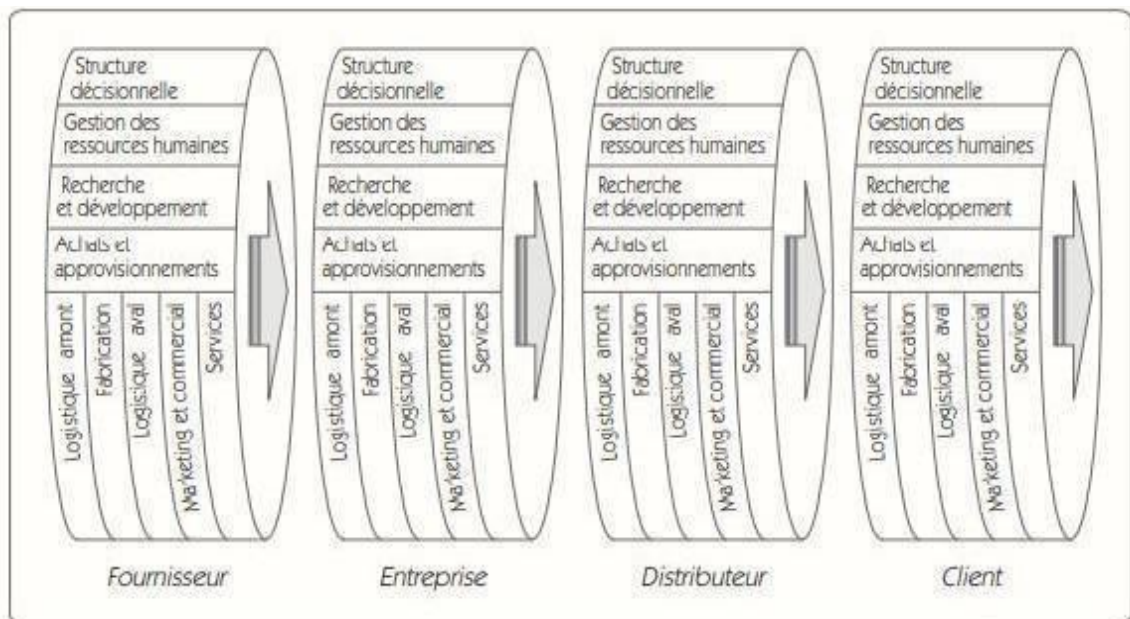 Structure
décisionnelle
Gestion des
ressources humaines
Recherche
et développement
Achats et
approvisionnements
Logistique amont
Fabrication
Logistique aval
Marketing et commercial
Services
Fournisseur
Structure
décisionnelle
Gestion des
ressources humaines
Recherche
et développement
Achats et
approvisionnements
Logistique amont
Fabrication
Logistique aval
Marketing et commercial
Services
Entreprise
Structure
décisionnelle
Gestion des
ressources humaines
Recherche
et développement
Achats et
approvisionnements
Logistique amont
Fabrication
Logistique aval
Marketing et commercial
Services
Distributeur
Structure
décisionnelle
Gestion des
ressources humaines
Recherche
et développement
Achats et
approvisionnements
Logistique amont
Fabrication
Logistique aval
Marketing et commercial
Services
Client